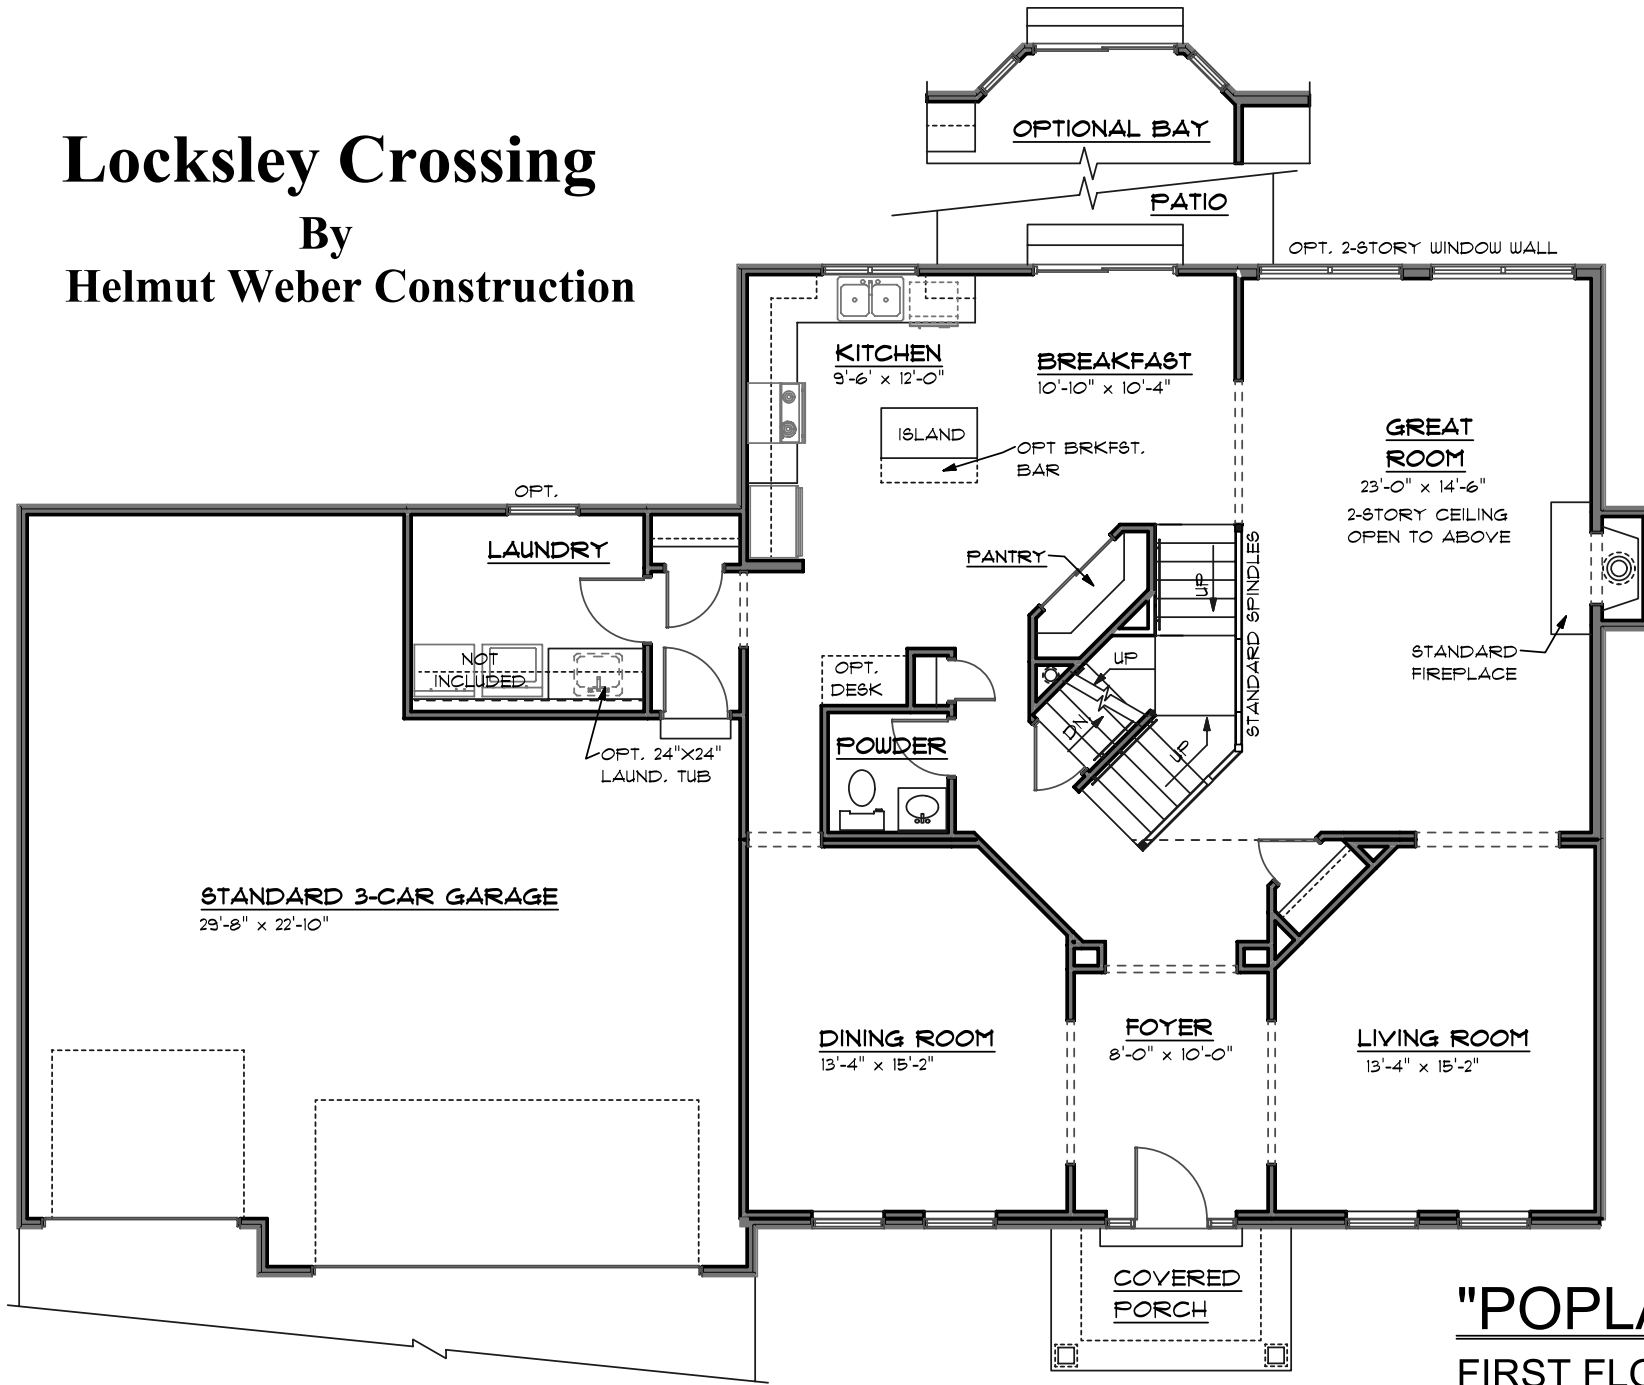 OPTIONAL BAY
Locksley Crossing
By
Helmut Weber Construction
PATIO
OPT. 2-STORY WINDOW WALL
KITCHEN
9'-6' x 12'-0"
BREAKFAST
10'-10" x 10'-4"
ISLAND
OPT BRKFST.
BAR
GREAT
ROOM
23'-0" x 14'-6"
2-STORY CEILING
OPEN TO ABOVE
OPT.
LAUNDRY
PANTRY
UP
STANDARD SPINDLES
STANDARD
FIREPLACE
NOT
INCLUDED
OPT.
DESK
UP
DN.
UP
POWDER
OPT. 24"X24"
LAUND. TUB
STANDARD 3-CAR GARAGE
29'-8" x 22'-10"
DINING ROOM
13'-4" x 15'-2"
FOYER
8'-0" x 10'-0"
LIVING ROOM
13'-4" x 15'-2"
COVERED
PORCH
"POPLA
FIRST FLO